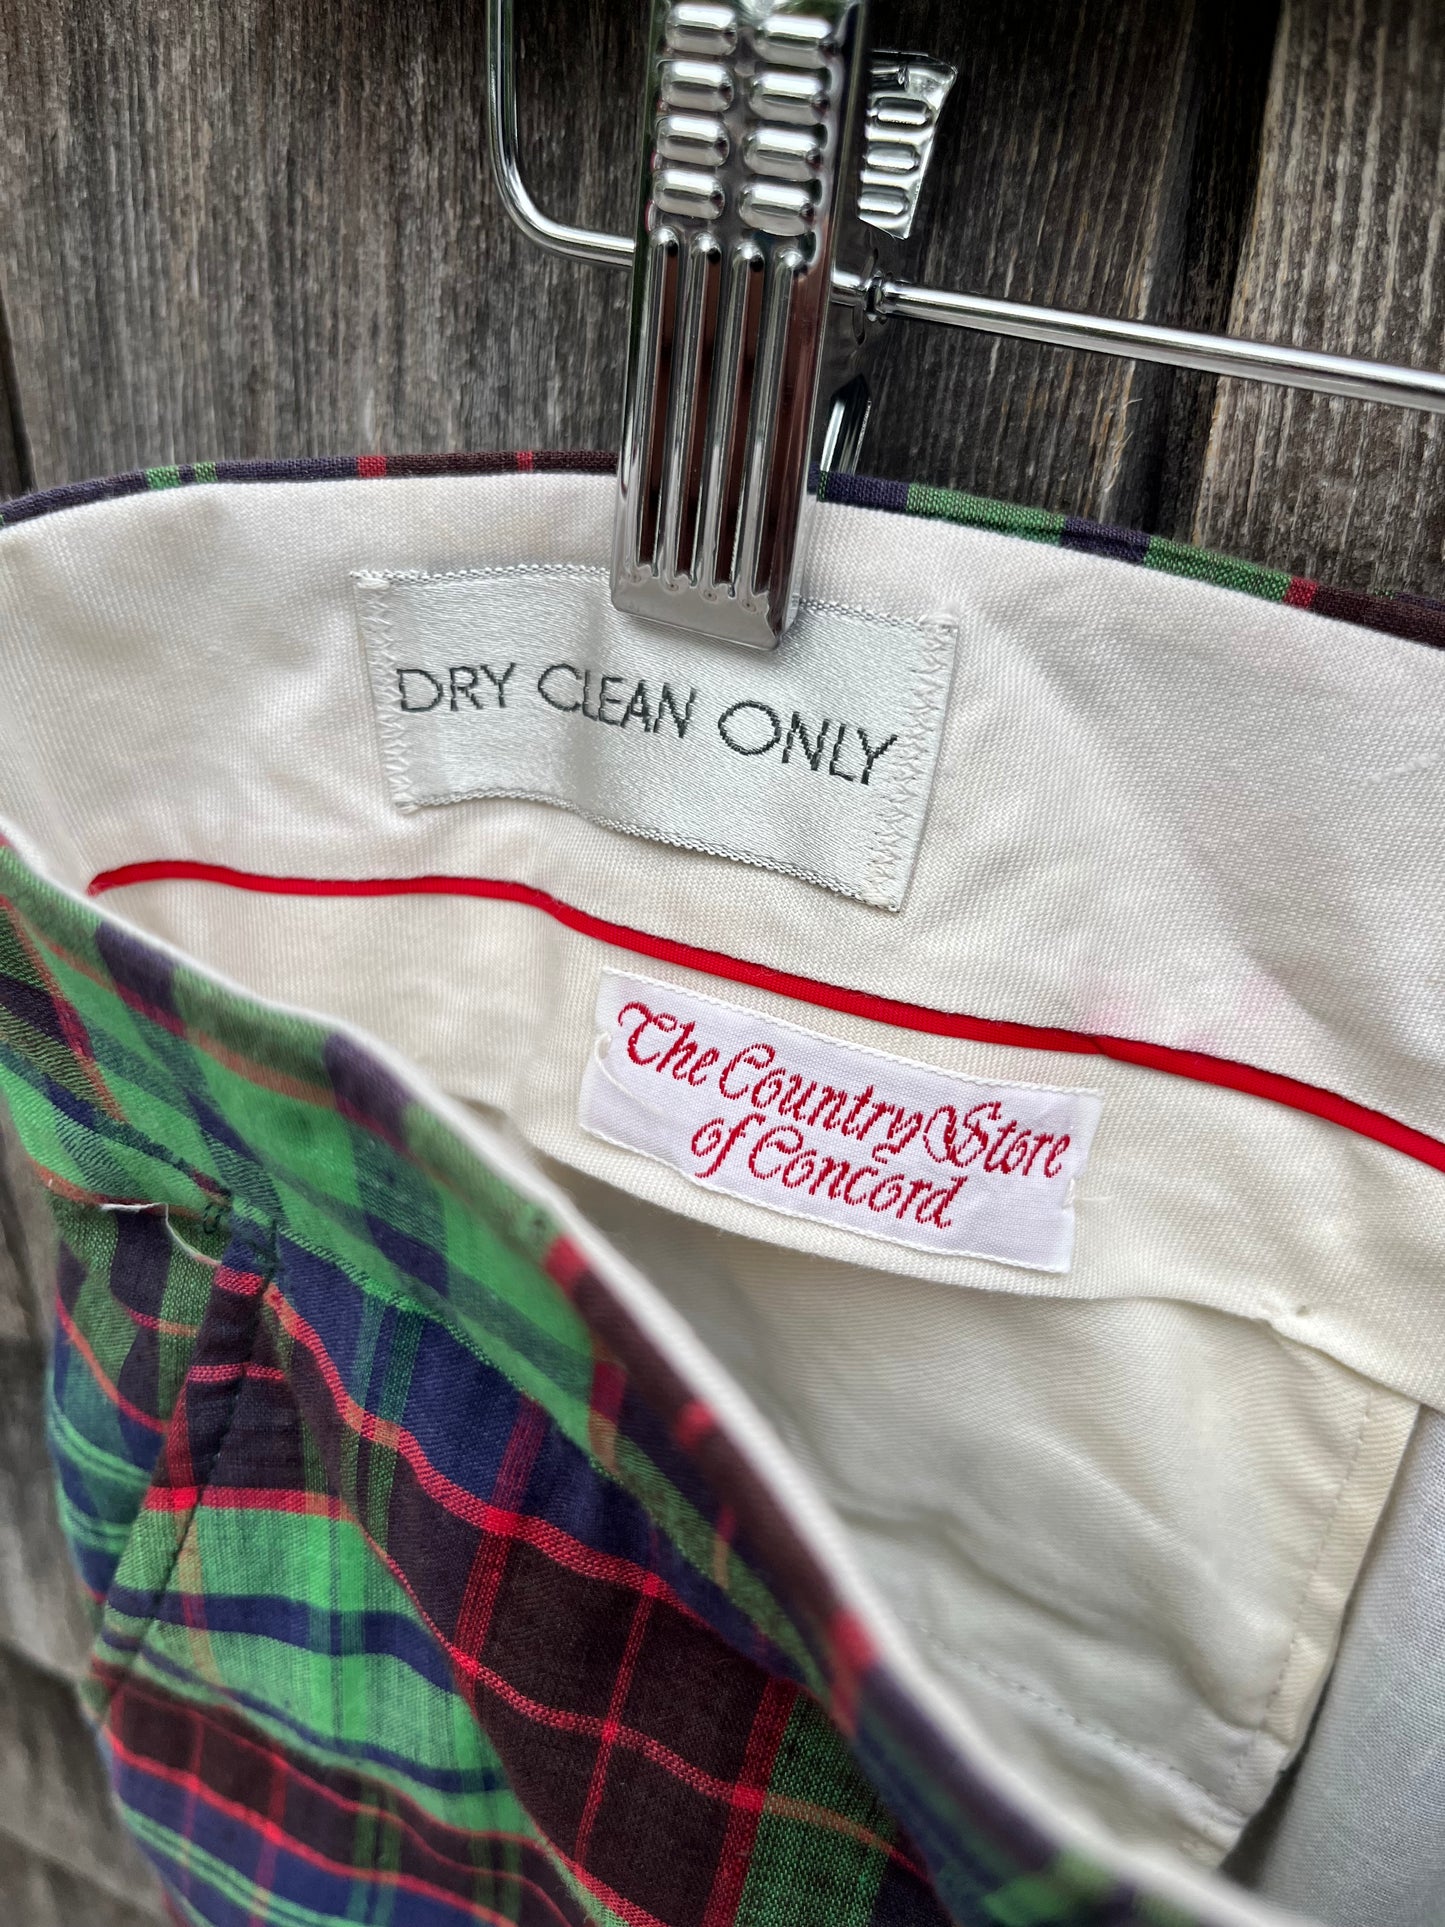 DRY CLEAN ONLY
The Country Store
of Concord